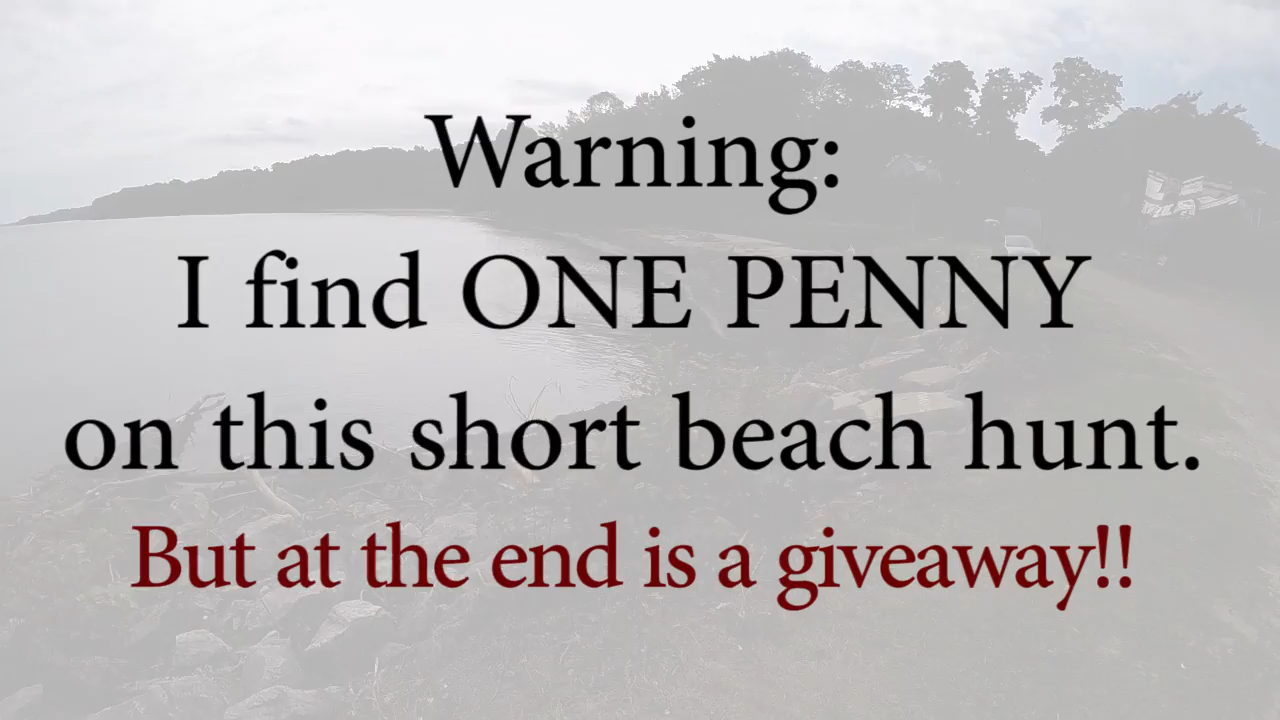 Warning:
I find ONE PENNY
on this short beach hunt.
But at the end is a giveaway!!